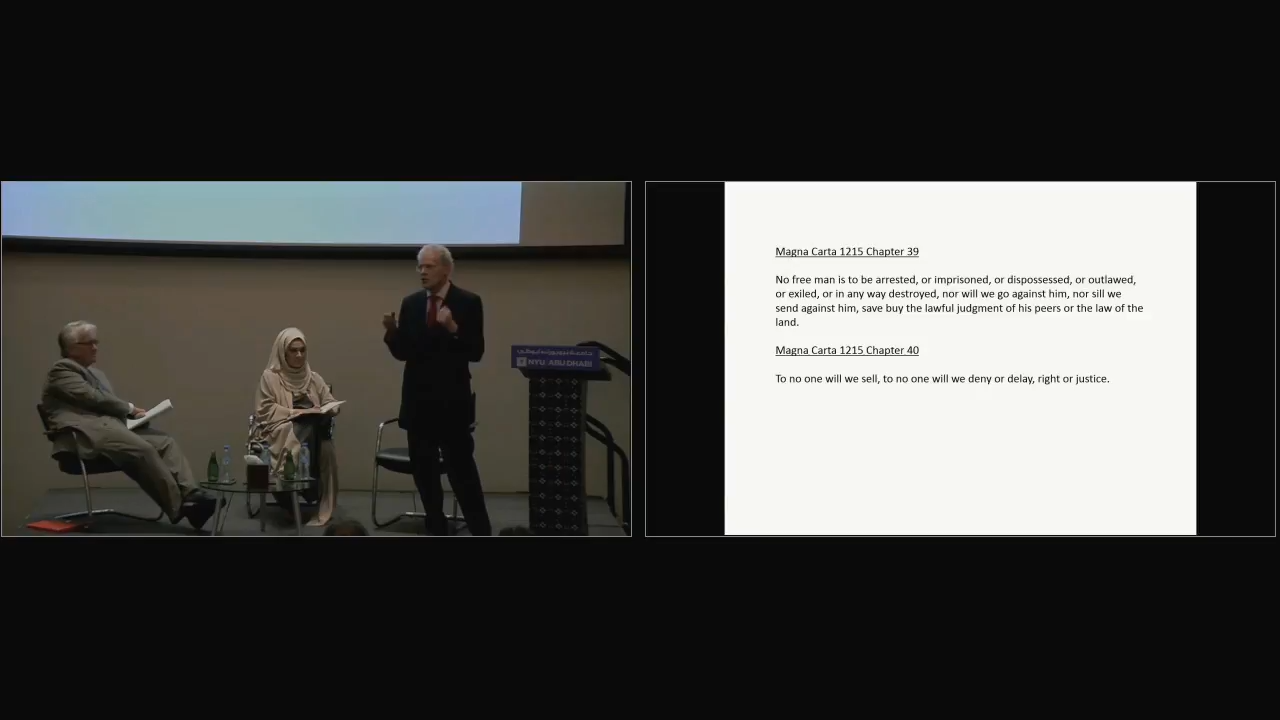 جامعة نيويورك أبوظبي
NYU ABU DHABI
Magna Carta 1215 Chapter 39
No free man is to be arrested, or imprisoned, or dispossessed, or outlawed,
or exiled, or in any way destroyed, nor will we go against him, nor sill we
send against him, save buy the lawful judgment of his peers or the law of the
land.
Magna Carta 1215 Chapter 40
To no one will we sell, to no one will we deny or delay, right or justice.